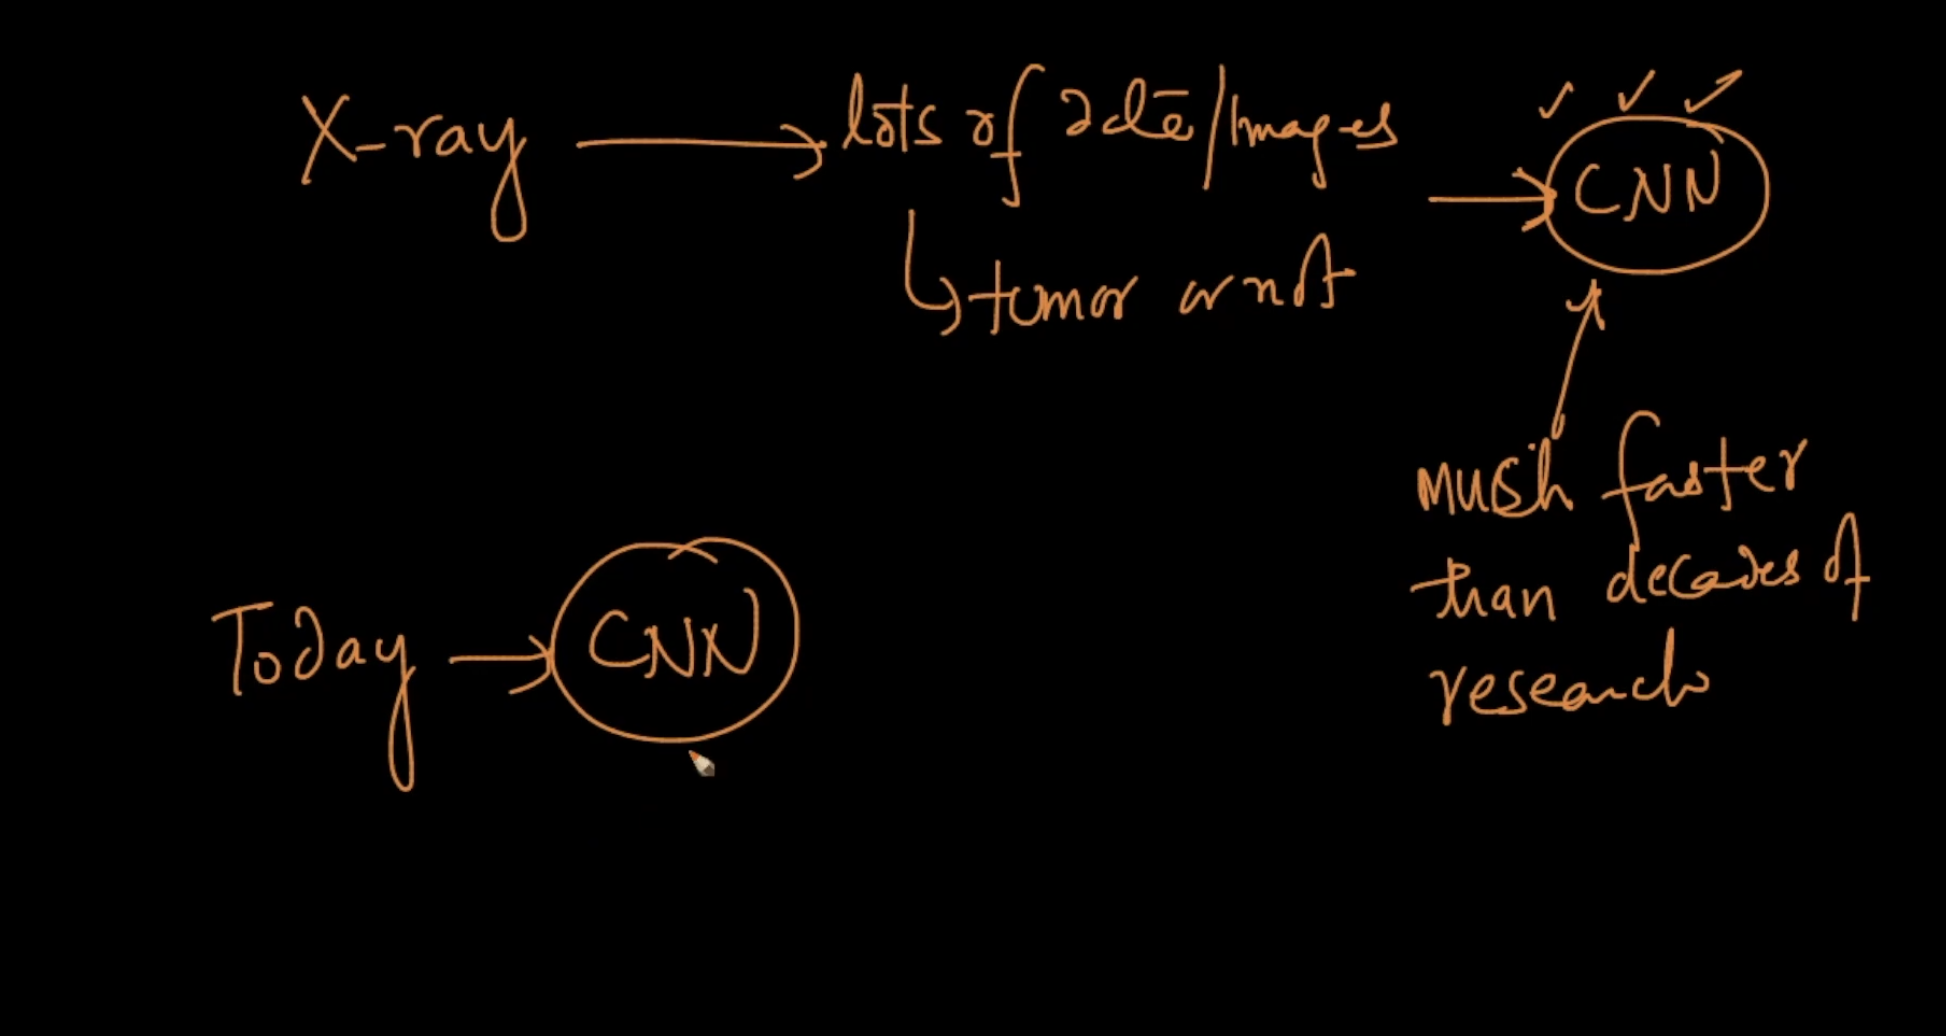 X-ray → lots of data/Images → CNN
↳ tumor or not
much faster
than decades of
research
Today → CNN